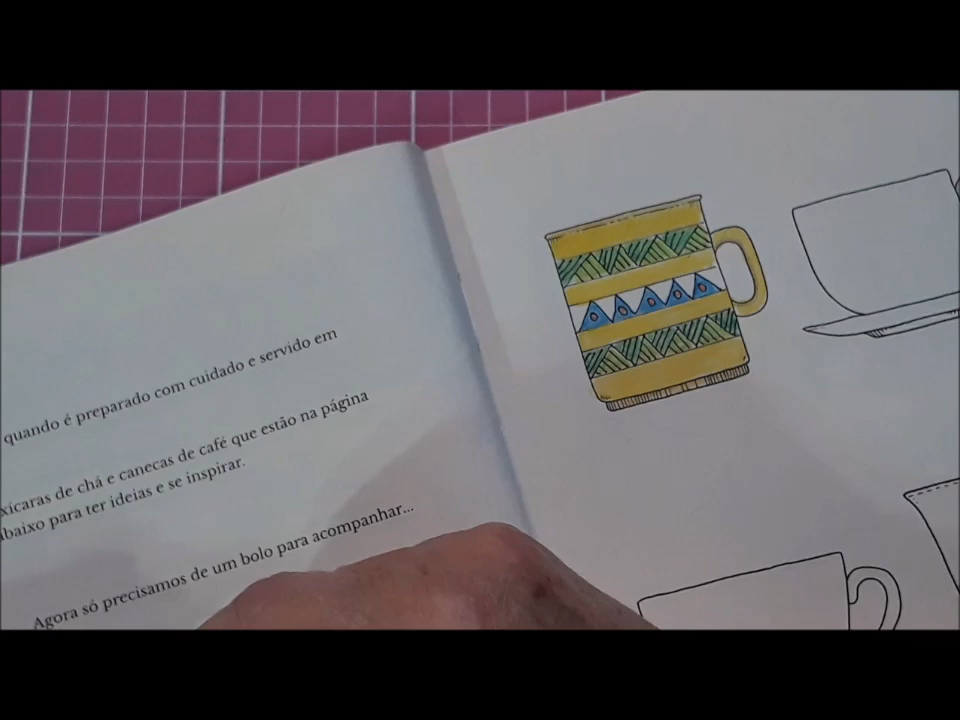 quando é preparado com cuidado e servido em
xícaras de chá e canecas de café que estão na página
abaixo para ter ideias e se inspirar.
Agora só precisamos de um bolo para acompanhar...